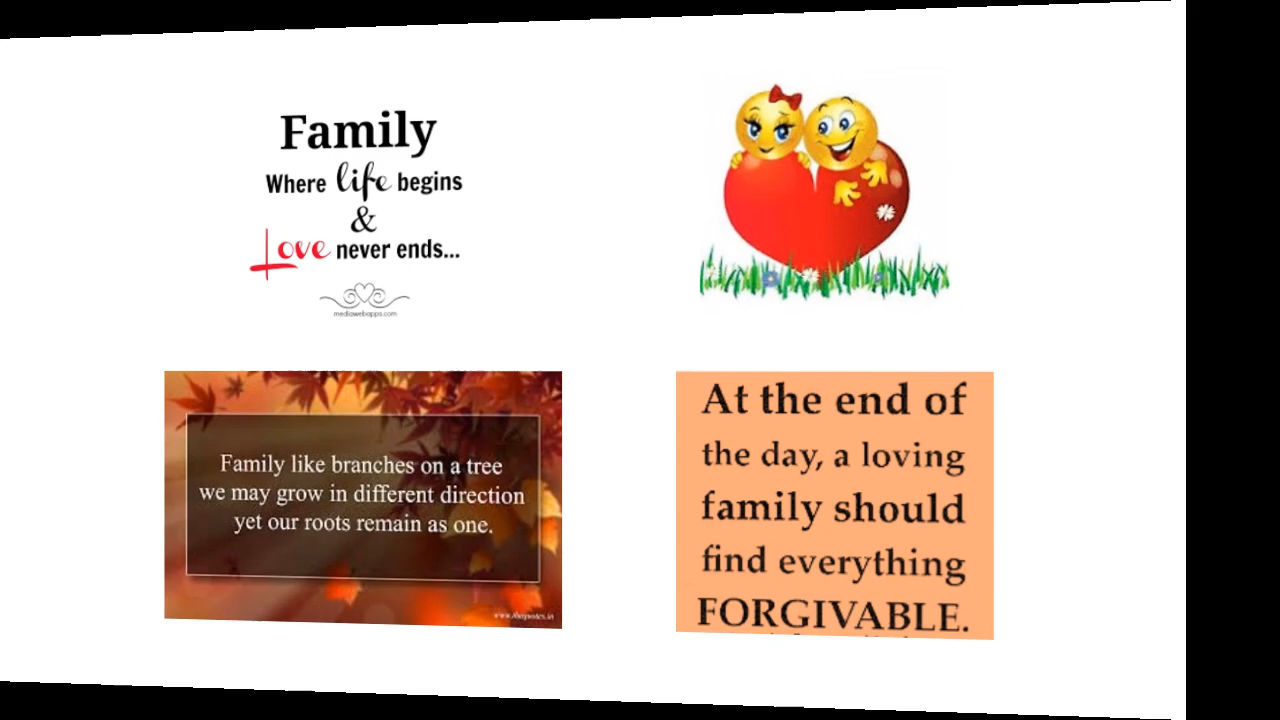 Family
Where life begins
&
Love never ends...
mediawebapps.com
Family like branches on a tree
we may grow in different direction
yet our roots remain as one.
At the end of
the day, a loving
family should
find everything
FORGIVABLE.